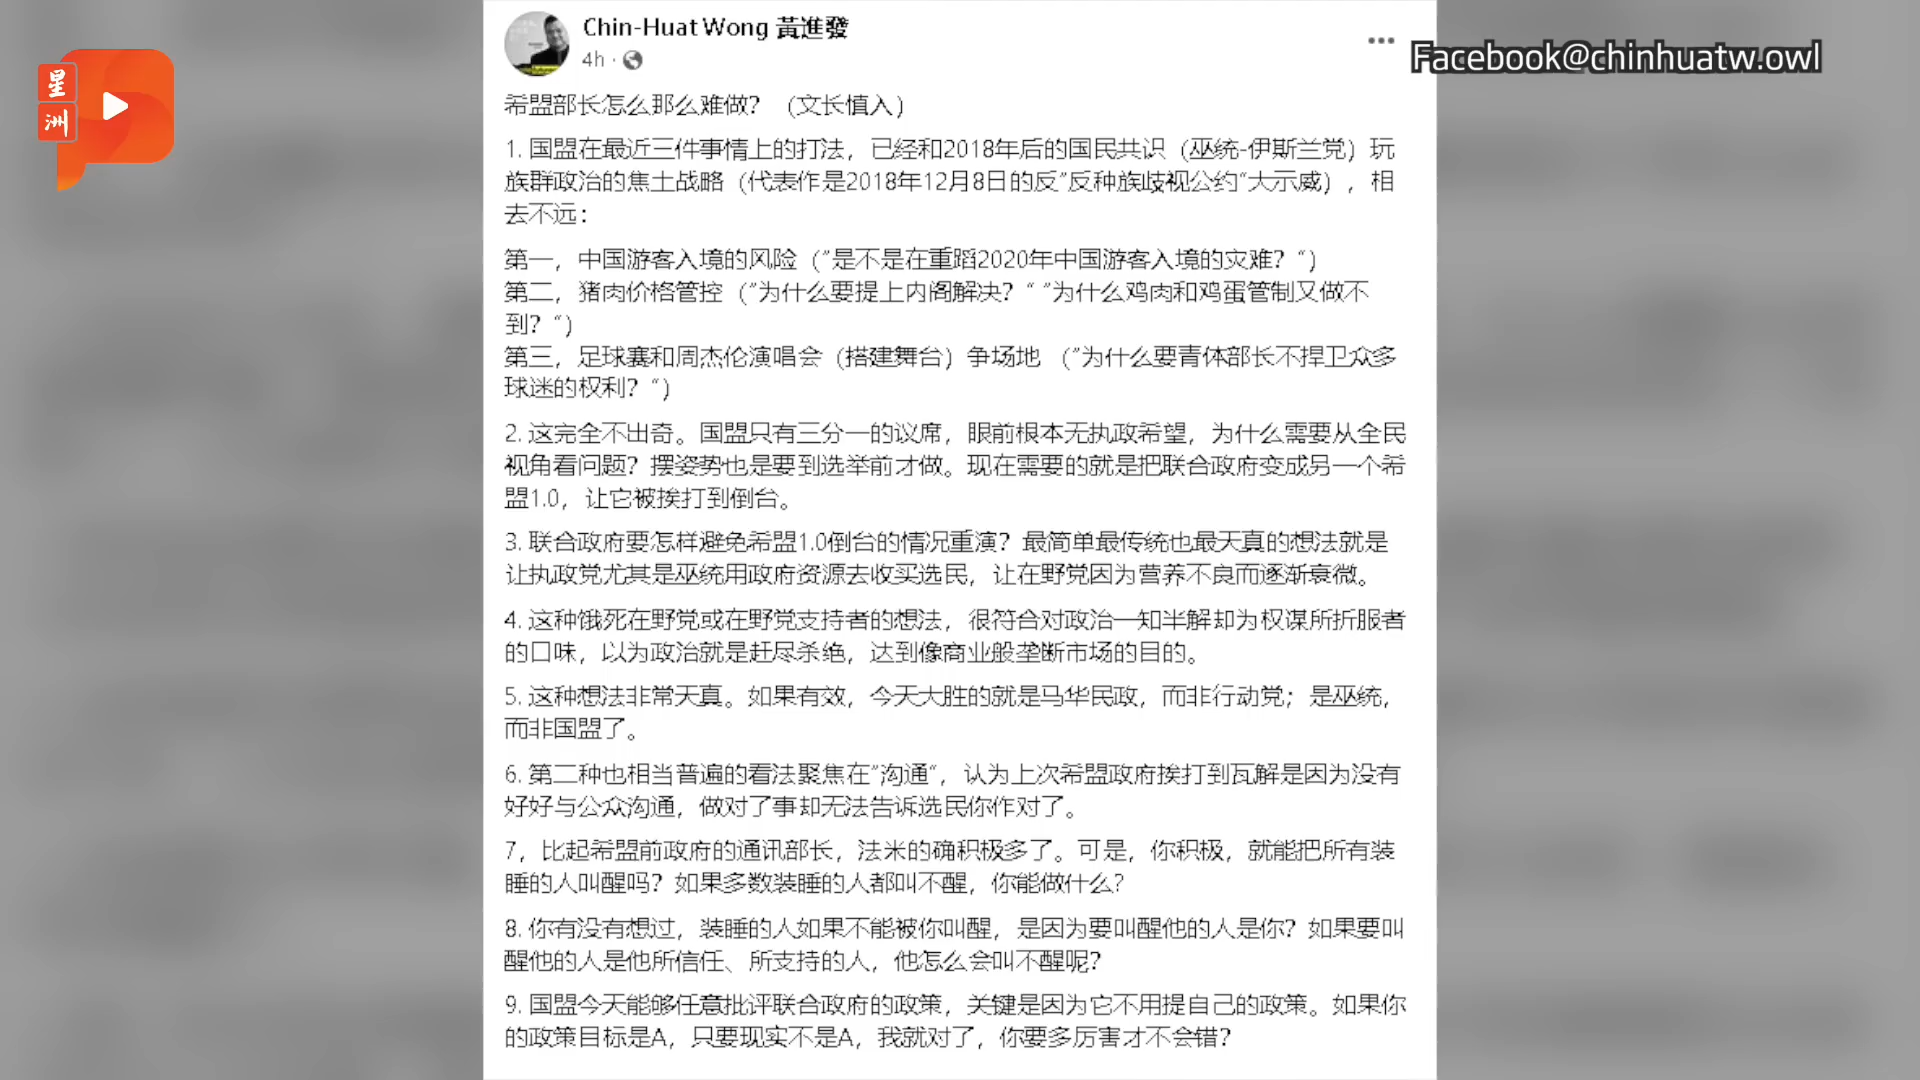 星洲
Chin-Huat Wong 黃進發
4h
Facebook@chinhuatw.owl
希盟部长怎么那么难做？（文长慎入）
1. 国盟在最近三件事情上的打法，已经和2018年后的国民共识（巫统-伊斯兰党）玩
族群政治的焦土战略（代表作是2018年12月8日的反"反种族歧视公约"大示威），相
去不远：
第一，中国游客入境的风险（"是不是在重蹈2020年中国游客入境的灾难？"）
第二，猪肉价格管控（"为什么要提上内阁解决？" "为什么鸡肉和鸡蛋管制又做不
到？"）
第三，足球赛和周杰伦演唱会（搭建舞台）争场地 （"为什么要青体部长不捍卫众多
球迷的权利？"）
2. 这完全不出奇。国盟只有三分一的议席，眼前根本无执政希望，为什么需要从全民
视角看问题？摆姿势也是要到选举前才做。现在需要的就是把联合政府变成另一个希
盟1.0，让它被挨打到倒台。
3. 联合政府要怎样避免希盟1.0倒台的情况重演？最简单最传统也最天真的想法就是
让执政党尤其是巫统用政府资源去收买选民，让在野党因为营养不良而逐渐衰微。
4. 这种饿死在野党或在野党支持者的想法，很符合对政治一知半解却为权谋所折服者
的口味，以为政治就是赶尽杀绝，达到像商业般垄断市场的目的。
5. 这种想法非常天真。如果有效，今天大胜的就是马华民政，而非行动党；是巫统，
而非国盟了。
6. 第二种也相当普遍的看法聚焦在"沟通"，认为上次希盟政府挨打到瓦解是因为没有
好好与公众沟通，做对了事却无法告诉选民你作对了。
7，比起希盟前政府的通讯部长，法米的确积极多了。可是，你积极，就能把所有装
睡的人叫醒吗？如果多数装睡的人都叫不醒，你能做什么？
8. 你有没有想过，装睡的人如果不能被你叫醒，是因为要叫醒他的人是你？如果要叫
醒他的人是他所信任、所支持的人，他怎么会叫不醒呢？
9. 国盟今天能够任意批评联合政府的政策，关键是因为它不用提自己的政策。如果你
的政策目标是A，只要现实不是A，我就对了，你要多厉害才不会错？